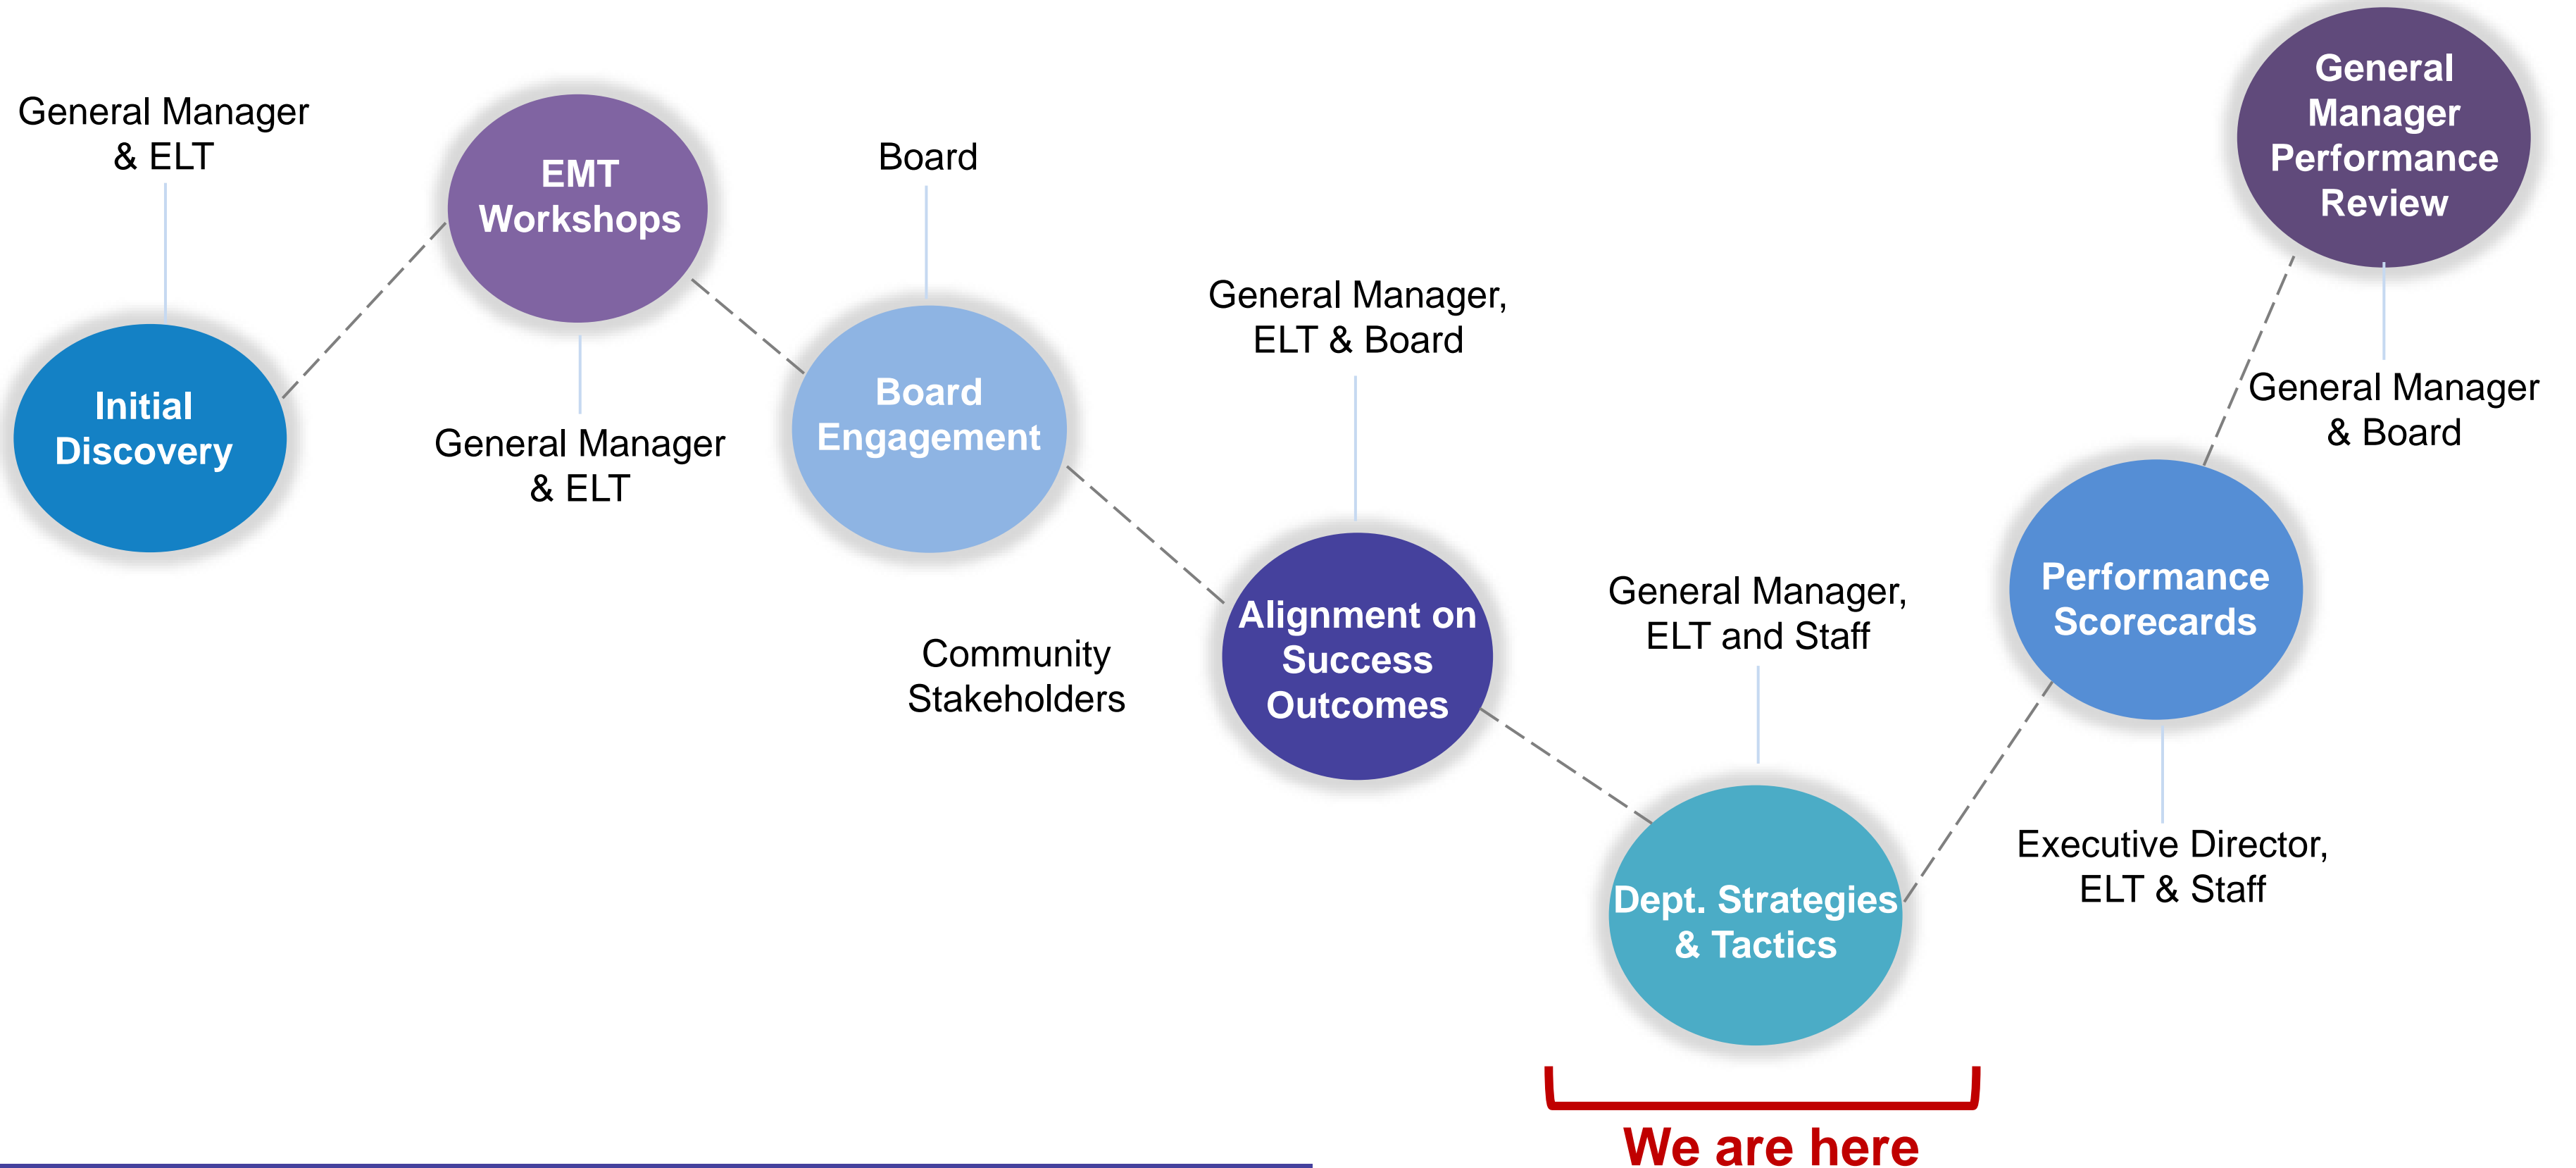 General Manager
& ELT
Initial
Discovery
EMT
Workshops
General Manager
& ELT
Board
Board
Engagement
Community
Stakeholders
General Manager,
ELT & Board
Alignment on
Success
Outcomes
General Manager,
ELT and Staff
Dept. Strategies
& Tactics
We are here
Performance
Scorecards
Executive Director,
ELT & Staff
General
Manager
Performance
Review
General Manager
& Board